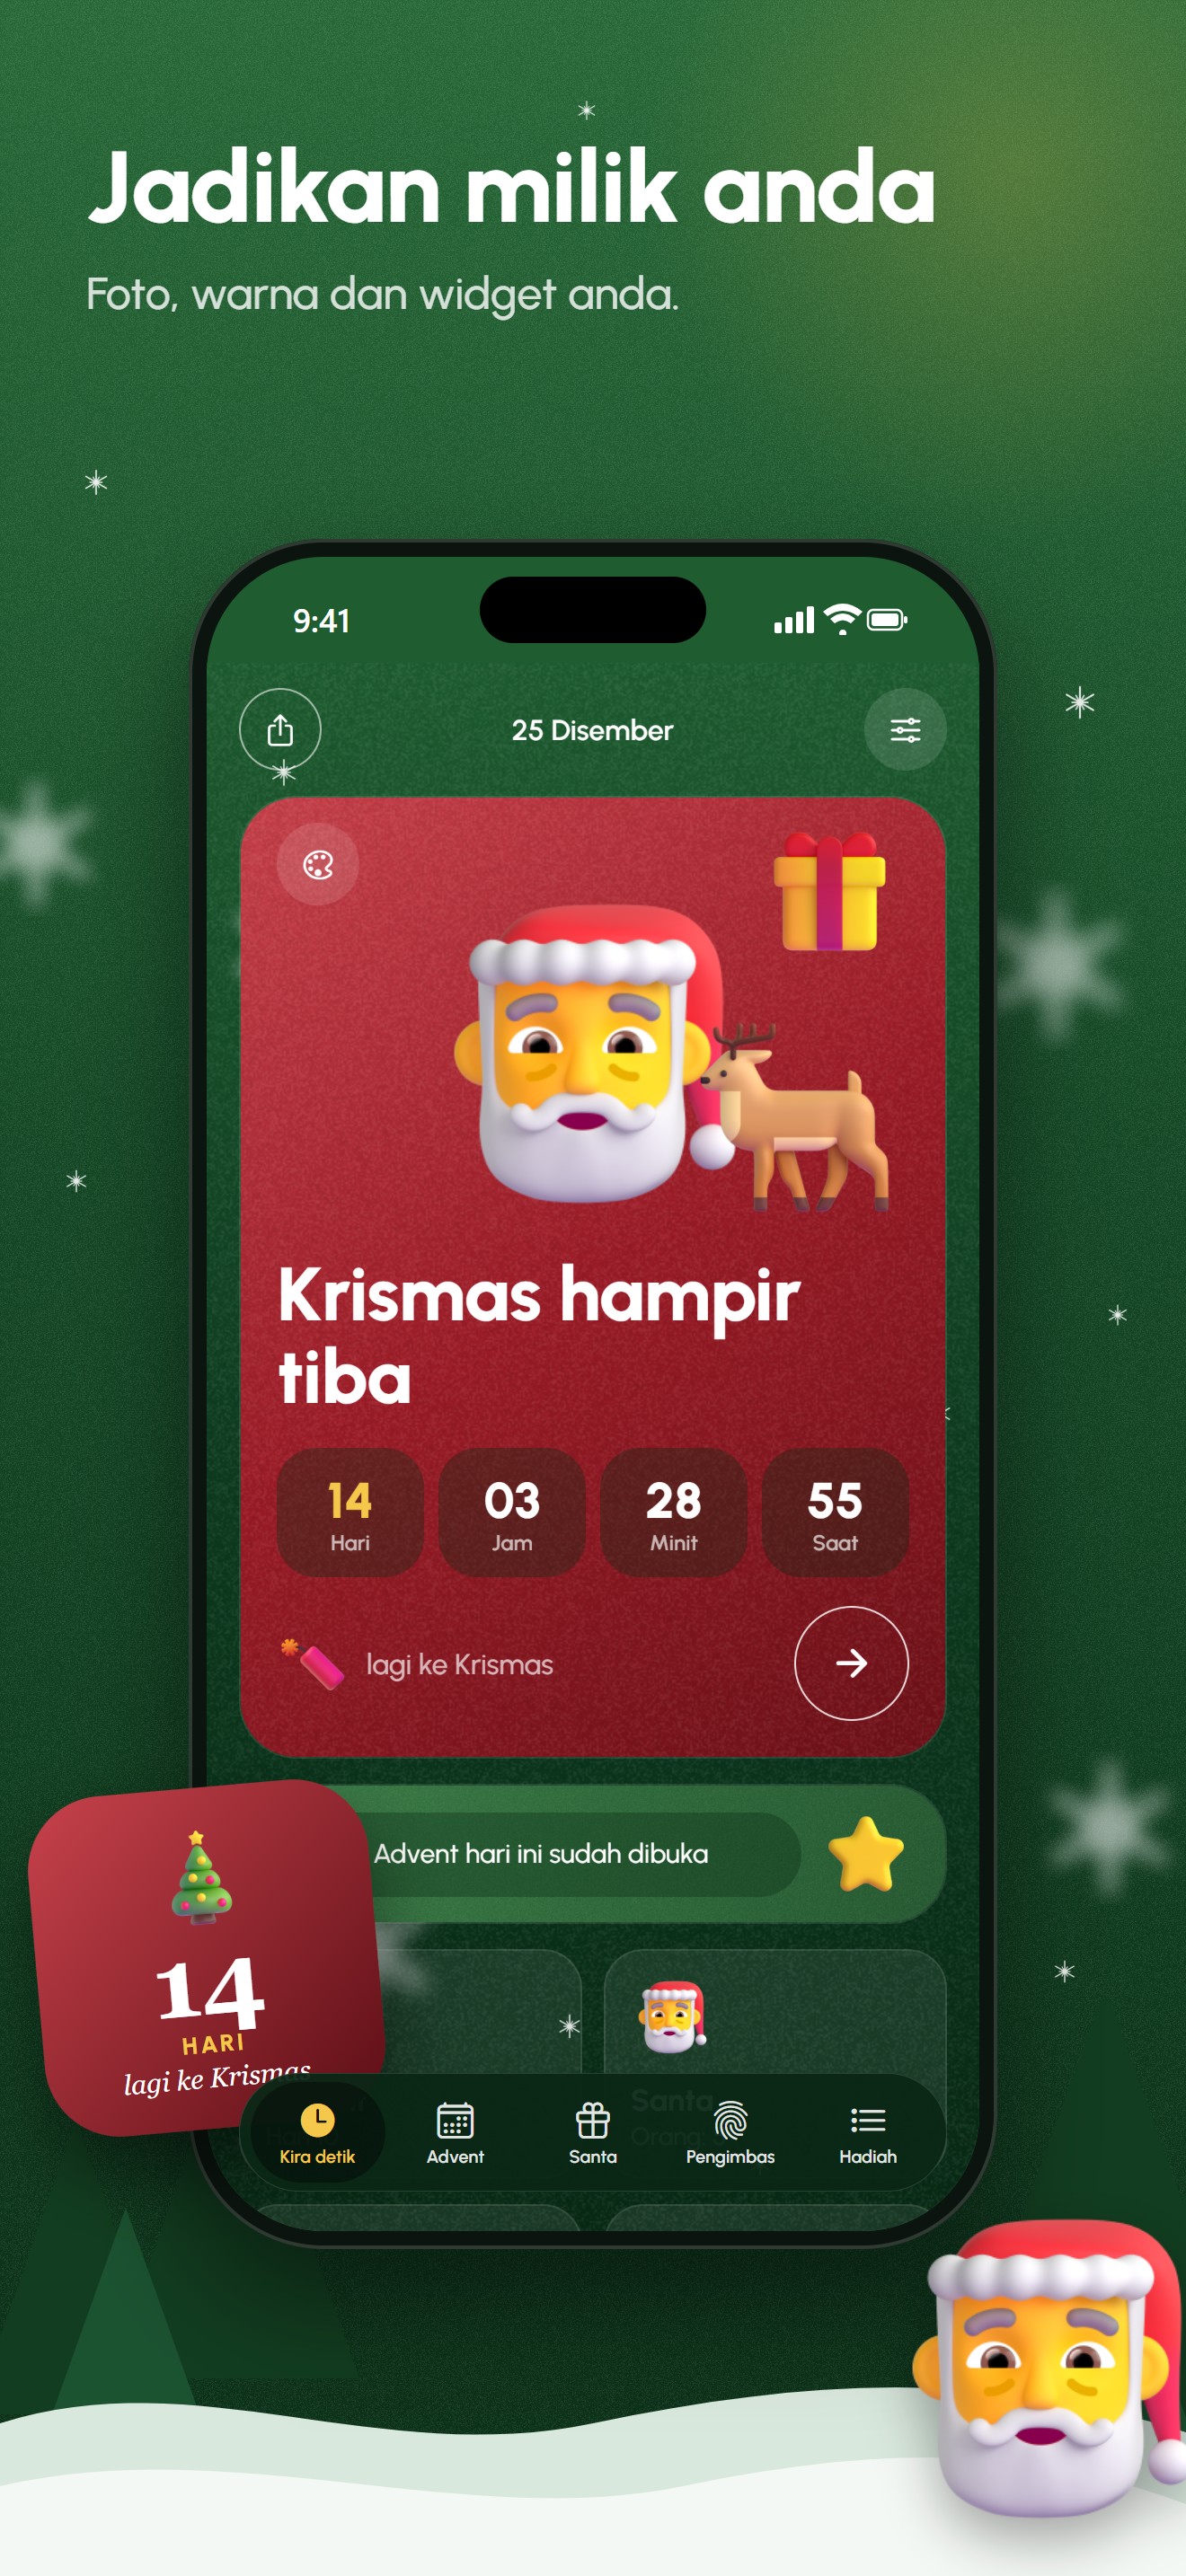 Jadikan milik anda
Foto, warna dan widget anda.
9:41
25 Disember
Krismas hampir
tiba
14 03 28 55
Hari Jam Minit Saat
lagi ke Krismas
Advent hari ini sudah dibuka
14
HARI
lagi ke Krismas
Santa
Orang
Kira detik Advent Santa Pengimbas Hadiah